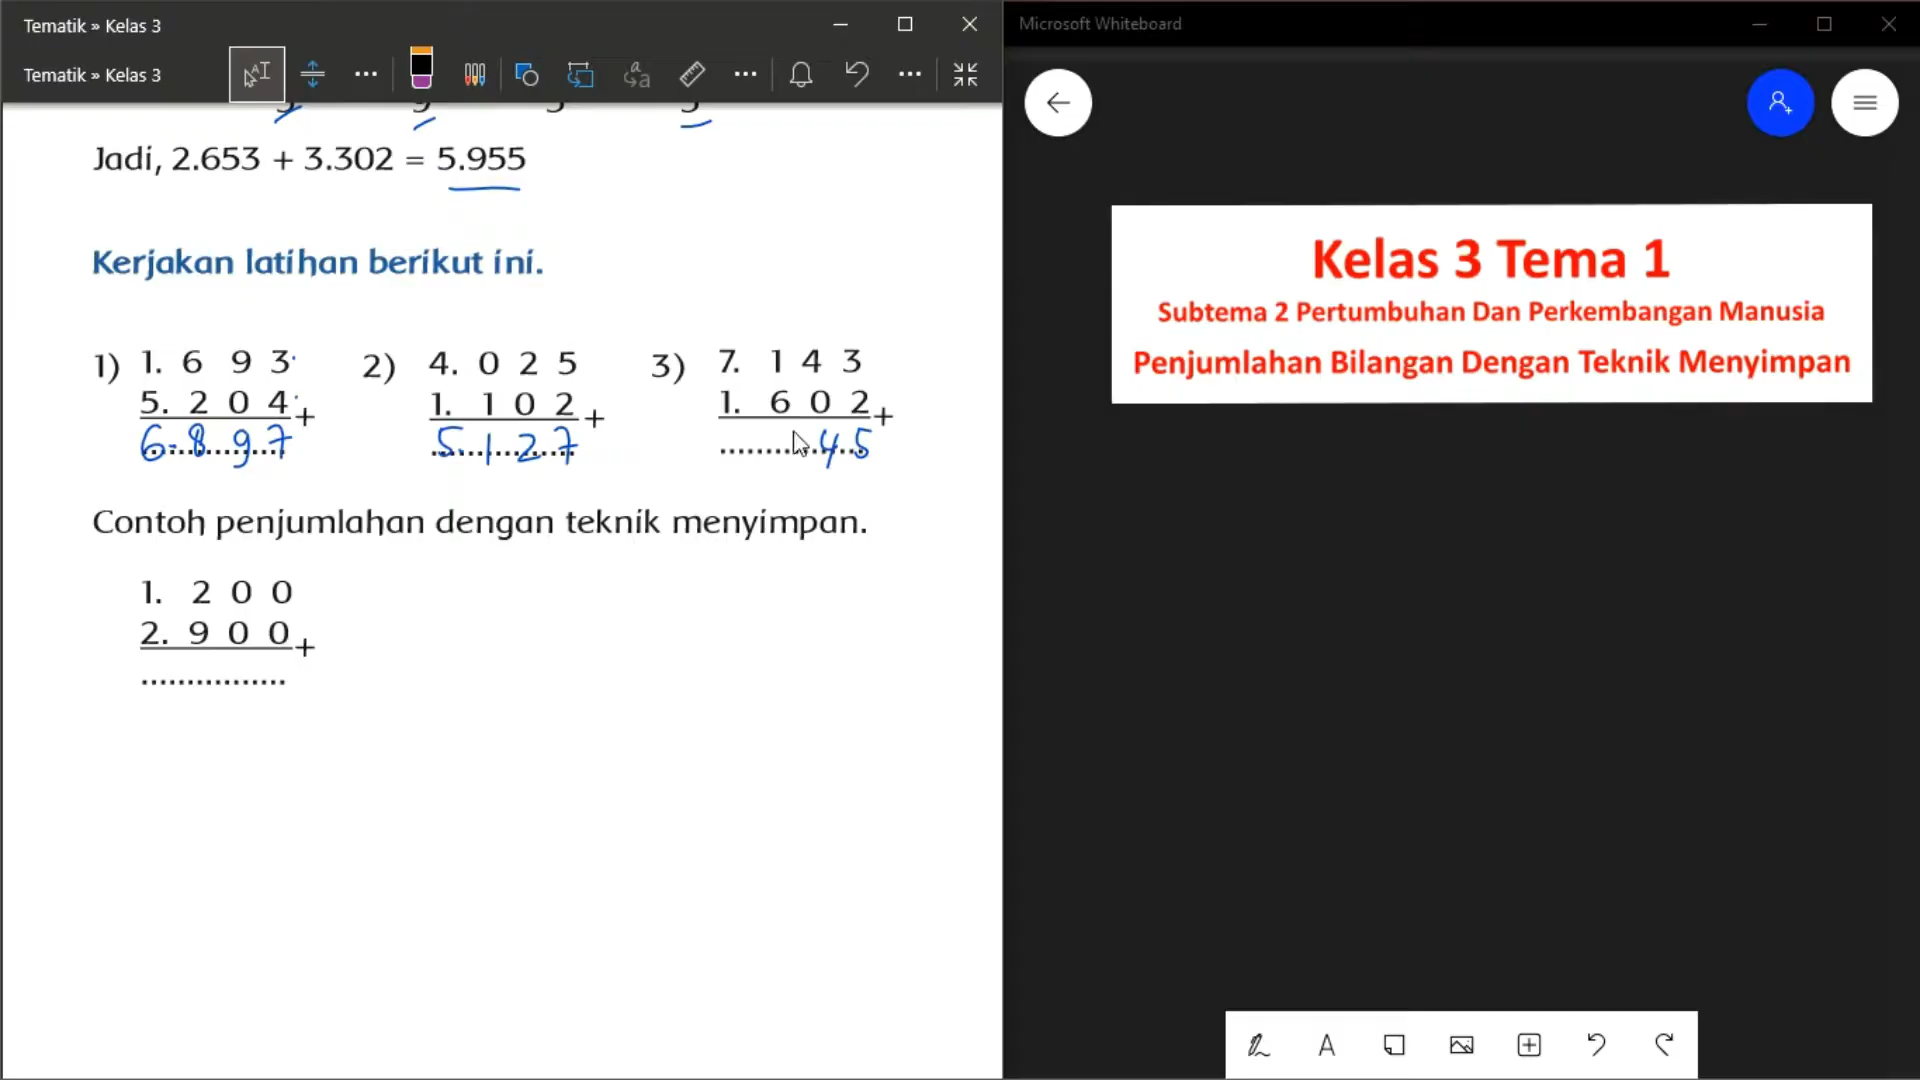 Tematik » Kelas 3
Tematik » Kelas 3
Jadi, 2.653 + 3.302 = 5.955
Kerjakan latihan berikut ini.
1) 1. 6 9 3
5. 2 0 4 +
6. 8 9 7
2) 4. 0 2 5
1. 1 0 2 +
5. 1 2 7
3) 7. 1 4 3
1. 6 0 2 +
4 5
Contoh penjumlahan dengan teknik menyimpan.
1. 2 0 0
2. 9 0 0 +
................
Microsoft Whiteboard
Kelas 3 Tema 1
Subtema 2 Pertumbuhan Dan Perkembangan Manusia
Penjumlahan Bilangan Dengan Teknik Menyimpan